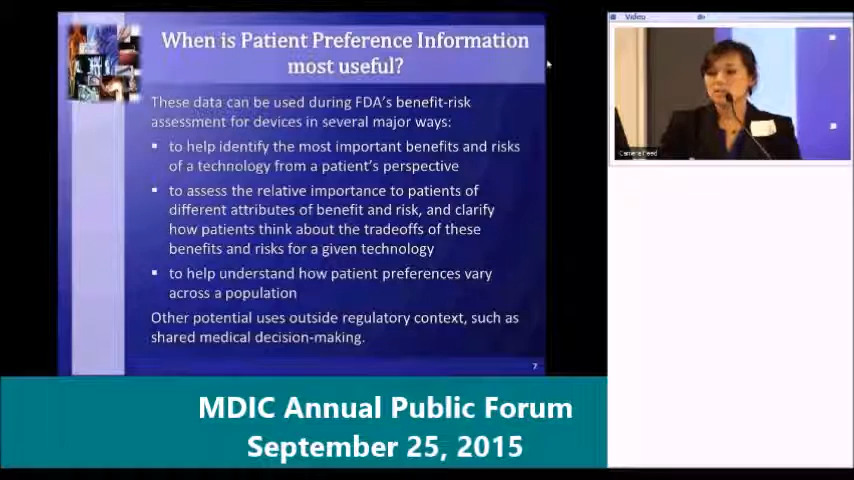 When is Patient Preference Information
most useful?
These data can be used during FDA's benefit-risk
assessment for devices in several major ways:
▪ to help identify the most important benefits and risks
of a technology from a patient's perspective
▪ to assess the relative importance to patients of
different attributes of benefit and risk, and clarify
how patients think about the tradeoffs of these
benefits and risks for a given technology
▪ to help understand how patient preferences vary
across a population
Other potential uses outside regulatory context, such as
shared medical decision-making.
7
Video
Camera Feed
MDIC Annual Public Forum
September 25, 2015